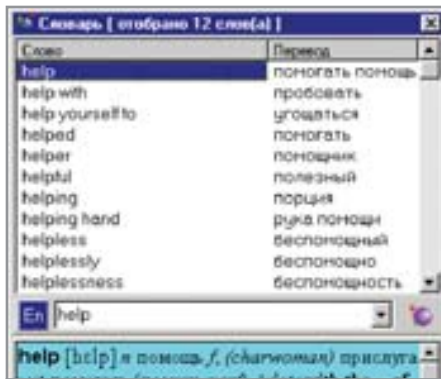 Словарь [ отобрано 12 слов(а) ]
Слово Перевод
help помогать помощь
help with пробовать
help yourself to угощаться
helped помогать
helper помощник
helpful полезный
helping порция
helping hand рука помощи
helpless беспомощный
helplessly беспомощно
helplessness беспомощность
En help
help [help] n помощь f, (charwoman) прислуга